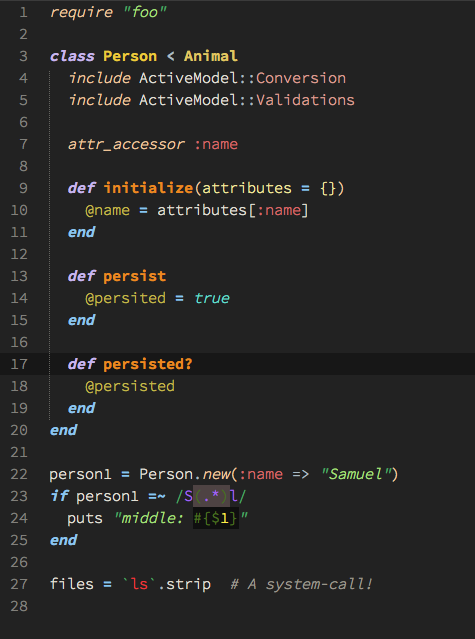 1 require "foo"
2
3 class Person < Animal
4   include ActiveModel::Conversion
5   include ActiveModel::Validations
6
7   attr_accessor :name
8
9   def initialize(attributes = {})
10     @name = attributes[:name]
11   end
12
13   def persist
14     @persited = true
15   end
16
17   def persisted?
18     @persisted
19   end
20 end
21
22 person1 = Person.new(:name => "Samuel")
23 if person1 =~ /S(.*)l/
24   puts "middle: #{$1}"
25 end
26
27 files = `ls`.strip  # A system-call!
28